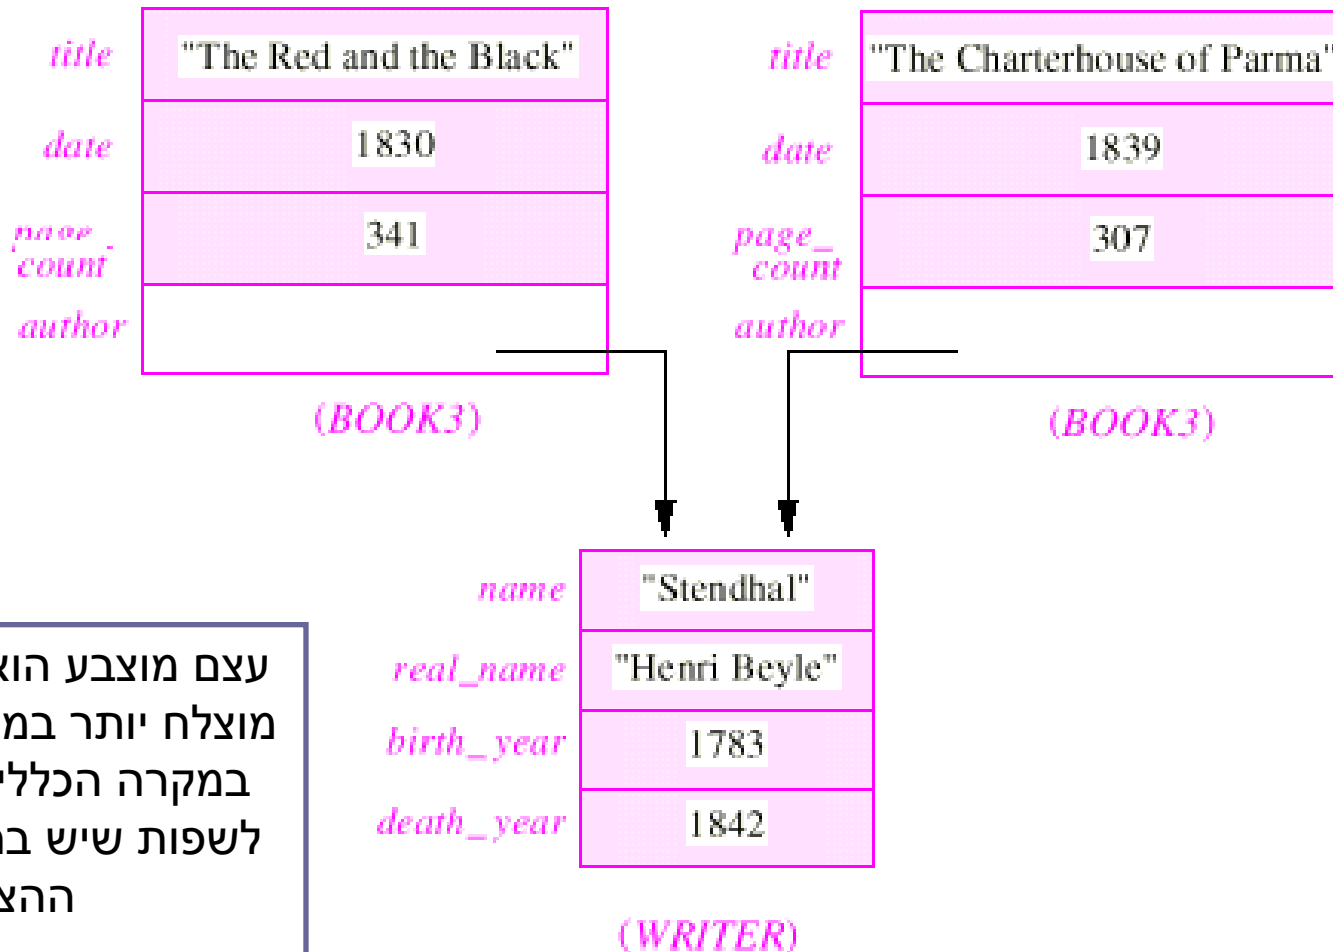 title "The Red and the Black"
date 1830
page_
count 341
author
(BOOK3)
title "The Charterhouse of Parma"
date 1839
page_
count 307
author
(BOOK3)
name "Stendhal"
real_name "Henri Beyle"
birth_year 1783
death_year 1842
(WRITER)
עצם מוצבע הוא
מוצלח יותר
במקרה הכללי
לשפות שיש